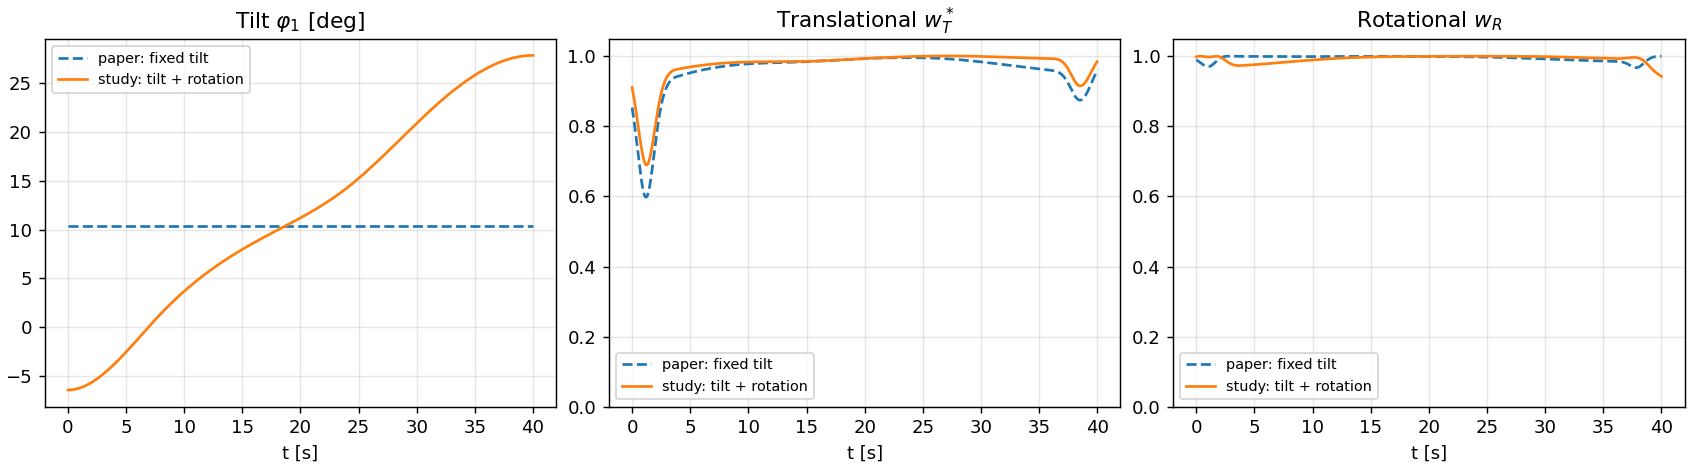 Tilt φ₁ [deg]
paper: fixed tilt
study: tilt + rotation
25
20
15
10
5
0
−5
0 5 10 15 20 25 30 35 40
t [s]
Translational w*_T
1.0
0.8
0.6
0.4
0.2
0.0
paper: fixed tilt
study: tilt + rotation
0 5 10 15 20 25 30 35 40
t [s]
Rotational w_R
1.0
0.8
0.6
0.4
0.2
0.0
paper: fixed tilt
study: tilt + rotation
0 5 10 15 20 25 30 35 40
t [s]